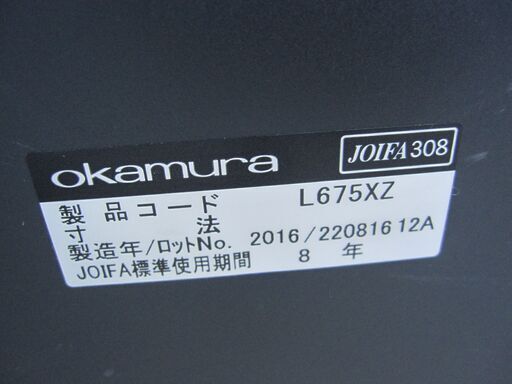 okamura JOIFA308
製品コード L675XZ
寸法
製造年/ロットNo. 2016/22081612A
JOIFA標準使用期間 8 年